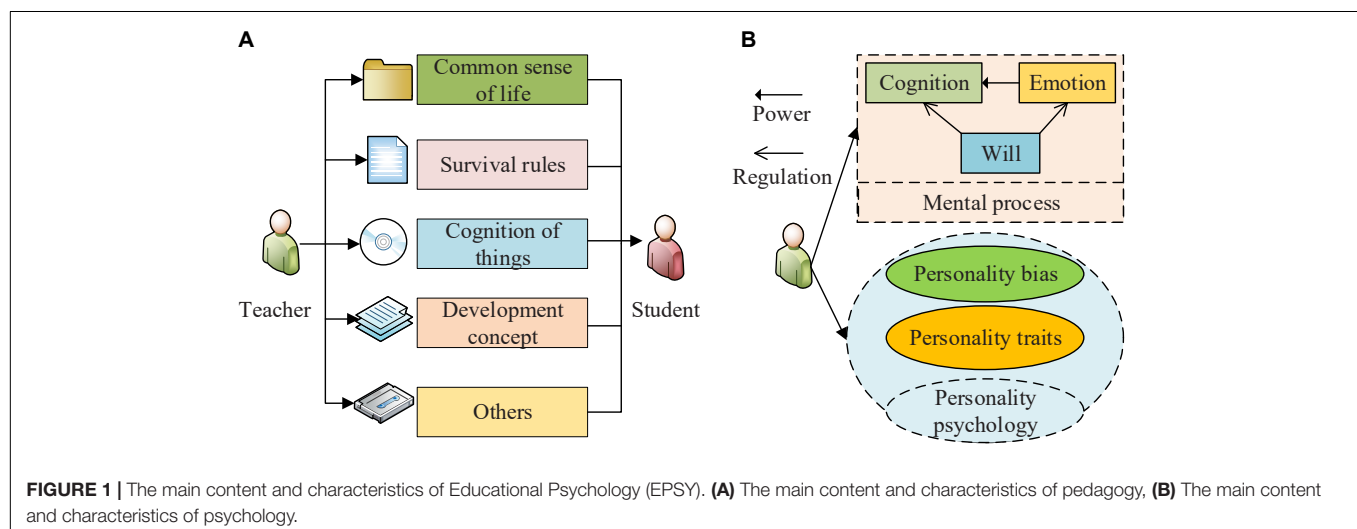 A
Common sense
of life
Survival rules
Cognition of
things
Development
concept
Others
Teacher
Student
B
Power
Regulation
Cognition
Emotion
Will
Mental process
Personality bias
Personality traits
Personality
psychology
FIGURE 1 | The main content and characteristics of Educational Psychology (EPSY). (A) The main content and characteristics of pedagogy, (B) The main content
and characteristics of psychology.